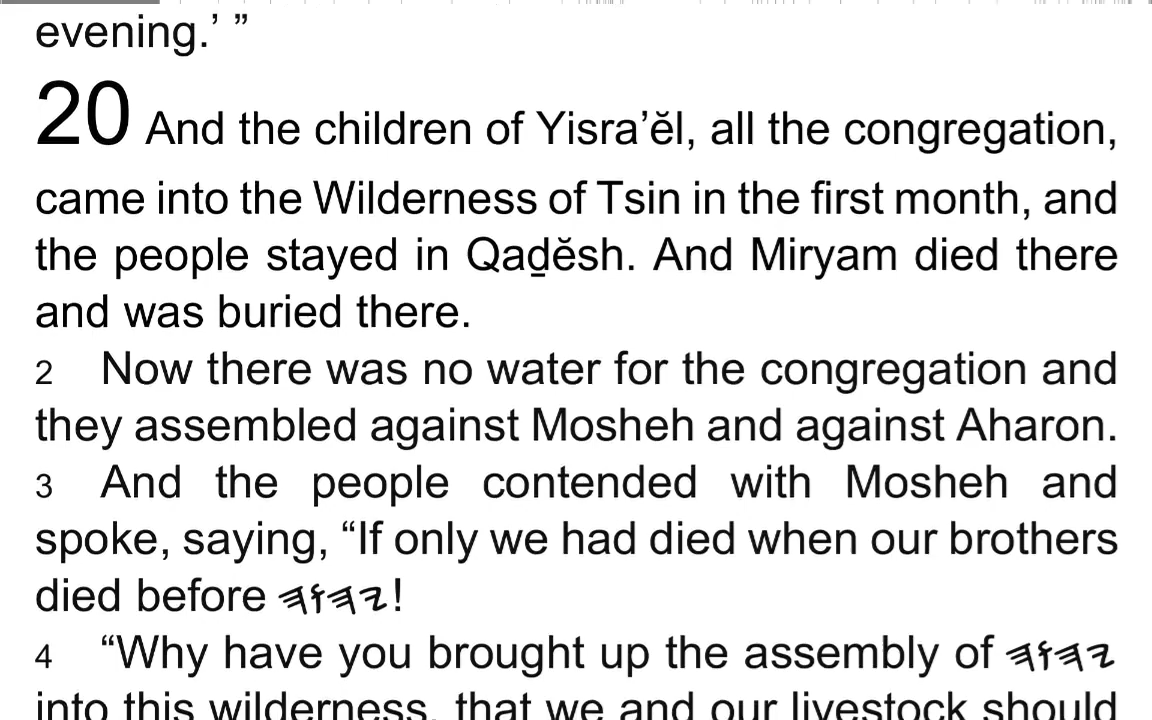 evening.’ ”
20 And the children of Yisra’ĕl, all the congregation,
came into the Wilderness of Tsin in the first month, and
the people stayed in Qaḏĕsh. And Miryam died there
and was buried there.
2 Now there was no water for the congregation and
they assembled against Mosheh and against Aharon.
3 And the people contended with Mosheh and
spoke, saying, “If only we had died when our brothers
died before 𐤉𐤄𐤅𐤄!
4 “Why have you brought up the assembly of 𐤉𐤄𐤅𐤄
into this wilderness, that we and our livestock should